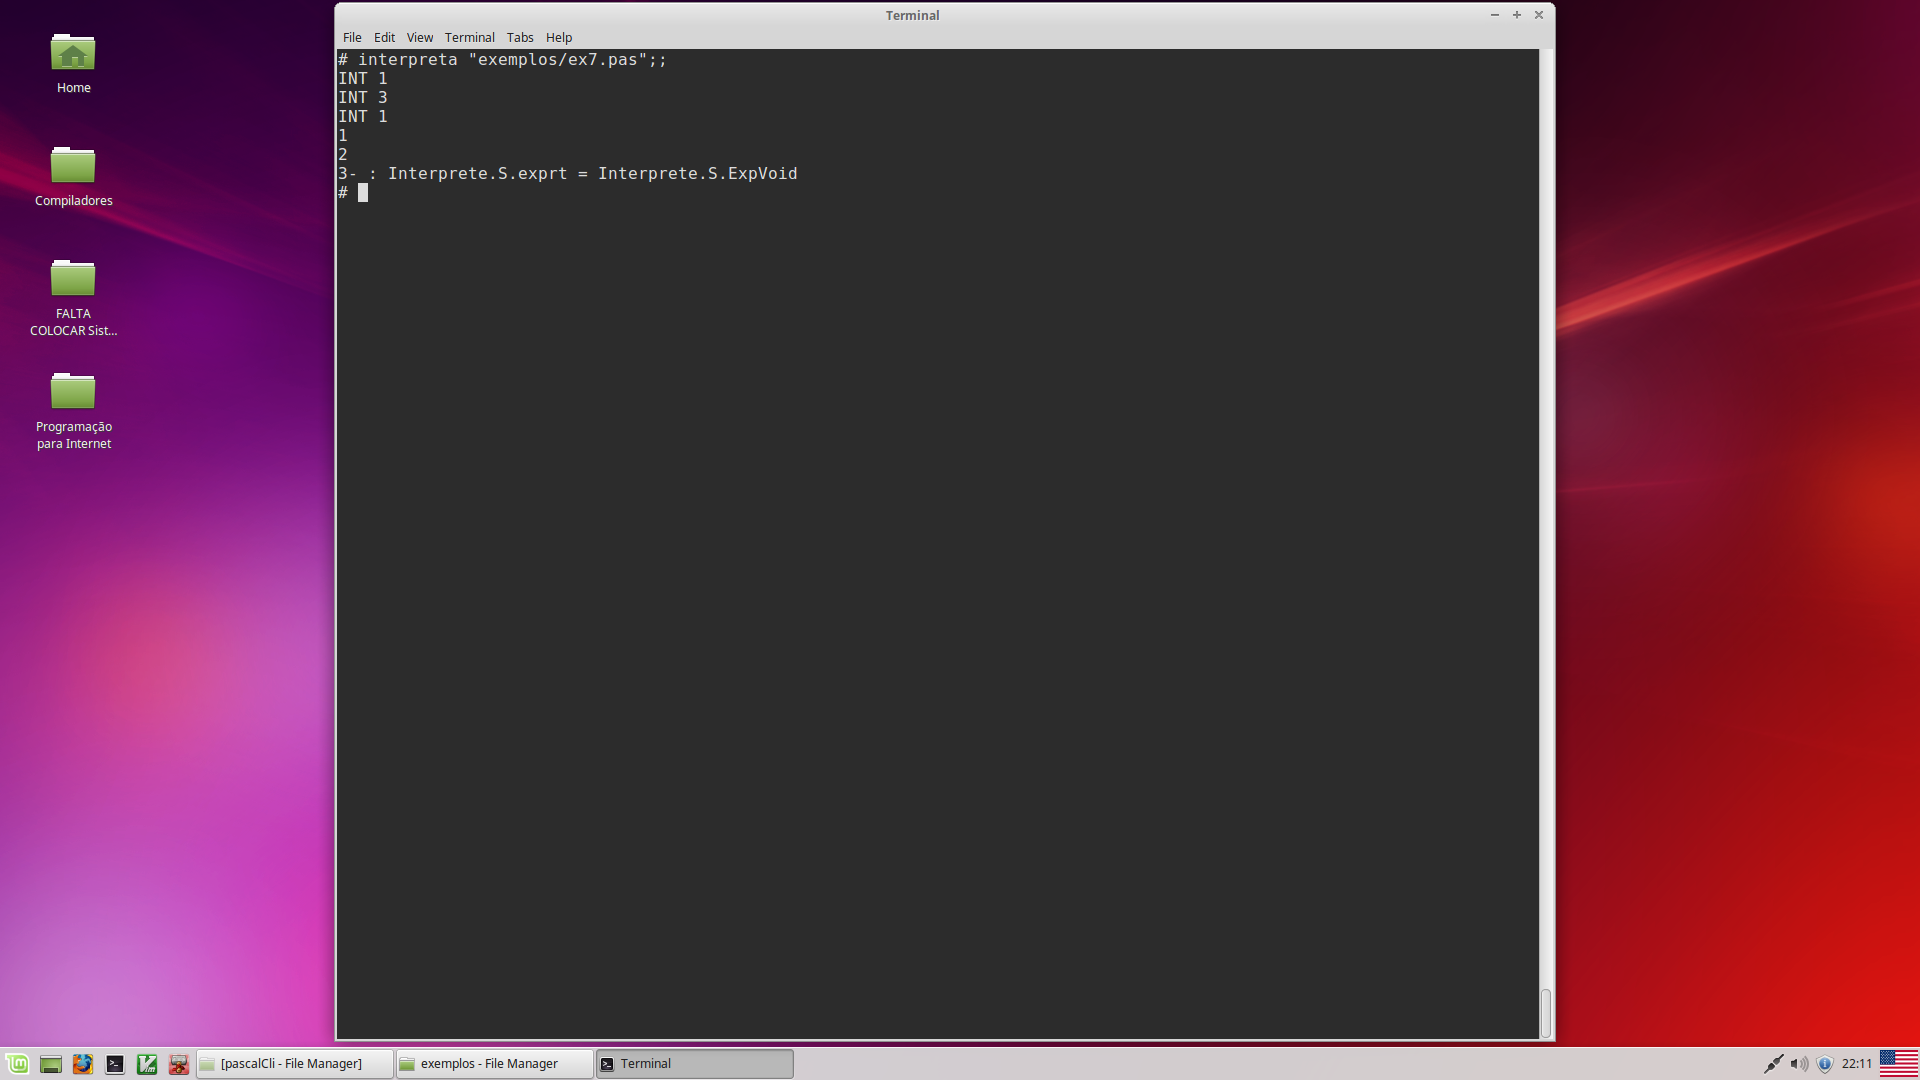 Terminal
File Edit View Terminal Tabs Help
# interpreta "exemplos/ex7.pas";;
INT 1
INT 3
INT 1
1
2
3- : Interprete.S.exprt = Interprete.S.ExpVoid
#
Home
Compiladores
FALTA
COLOCAR Sist...
Programação
para Internet
[pascalCli - File Manager]
exemplos - File Manager
Terminal
22:11